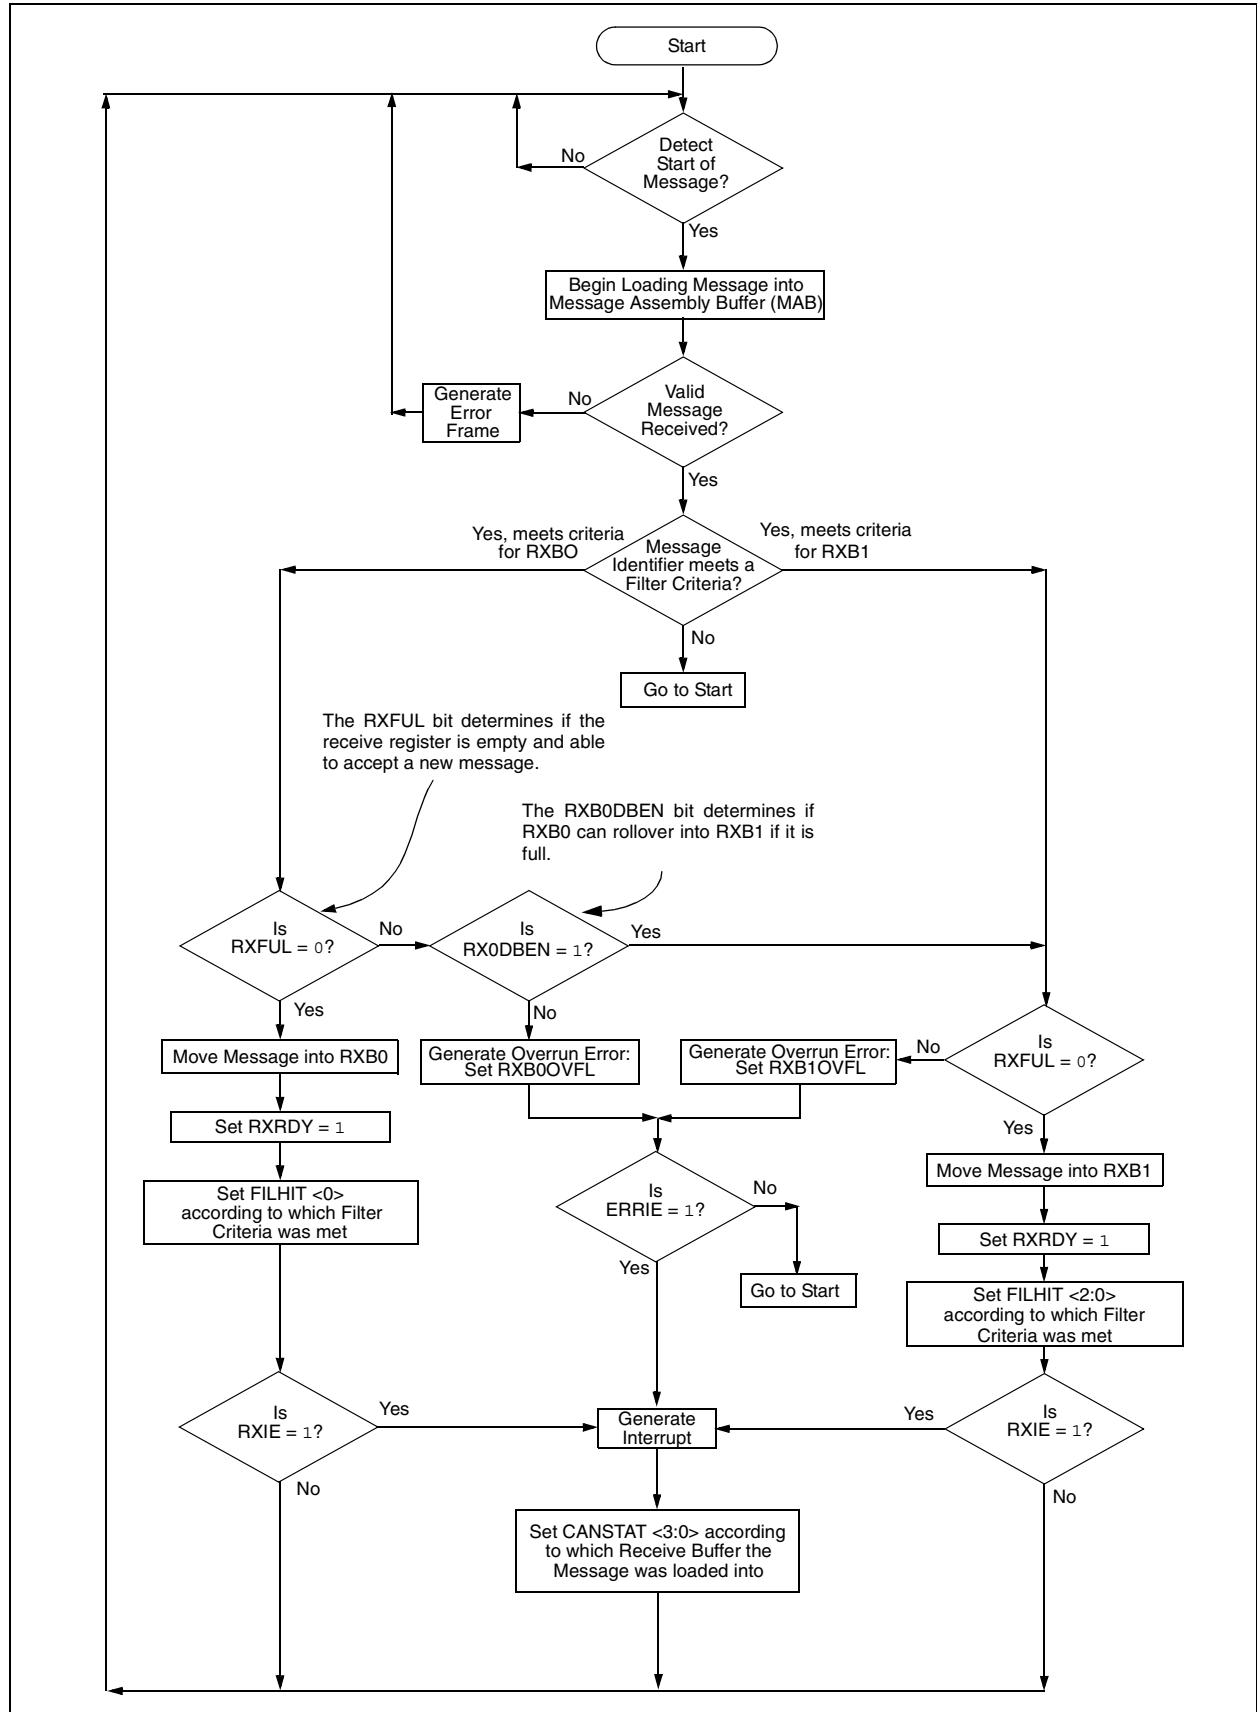 Start
Detect
Start of
Message?
No
Yes
Begin Loading Message into
Message Assembly Buffer (MAB)
Valid
Message
Received?
No
Generate
Error
Frame
Yes
Message
Identifier meets a
Filter Criteria?
Yes, meets criteria
for RXBO
Yes, meets criteria
for RXB1
No
Go to Start
The RXFUL bit determines if the
receive register is empty and able
to accept a new message.
The RXB0DBEN bit determines if
RXB0 can rollover into RXB1 if it is
full.
Is
RXFUL = 0?
No
Is
RX0DBEN = 1?
Yes
Yes
No
Is
RXFUL = 0?
No
Move Message into RXB0
Generate Overrun Error:
Set RXB0OVFL
Generate Overrun Error:
Set RXB1OVFL
Set RXRDY = 1
Yes
Move Message into RXB1
Set FILHIT <0>
according to which Filter
Criteria was met
Is
ERRIE = 1?
No
Yes
Go to Start
Set RXRDY = 1
Set FILHIT <2:0>
according to which Filter
Criteria was met
Is
RXIE = 1?
Yes
Generate
Interrupt
Yes
Is
RXIE = 1?
No
No
Set CANSTAT <3:0> according
to which Receive Buffer the
Message was loaded into